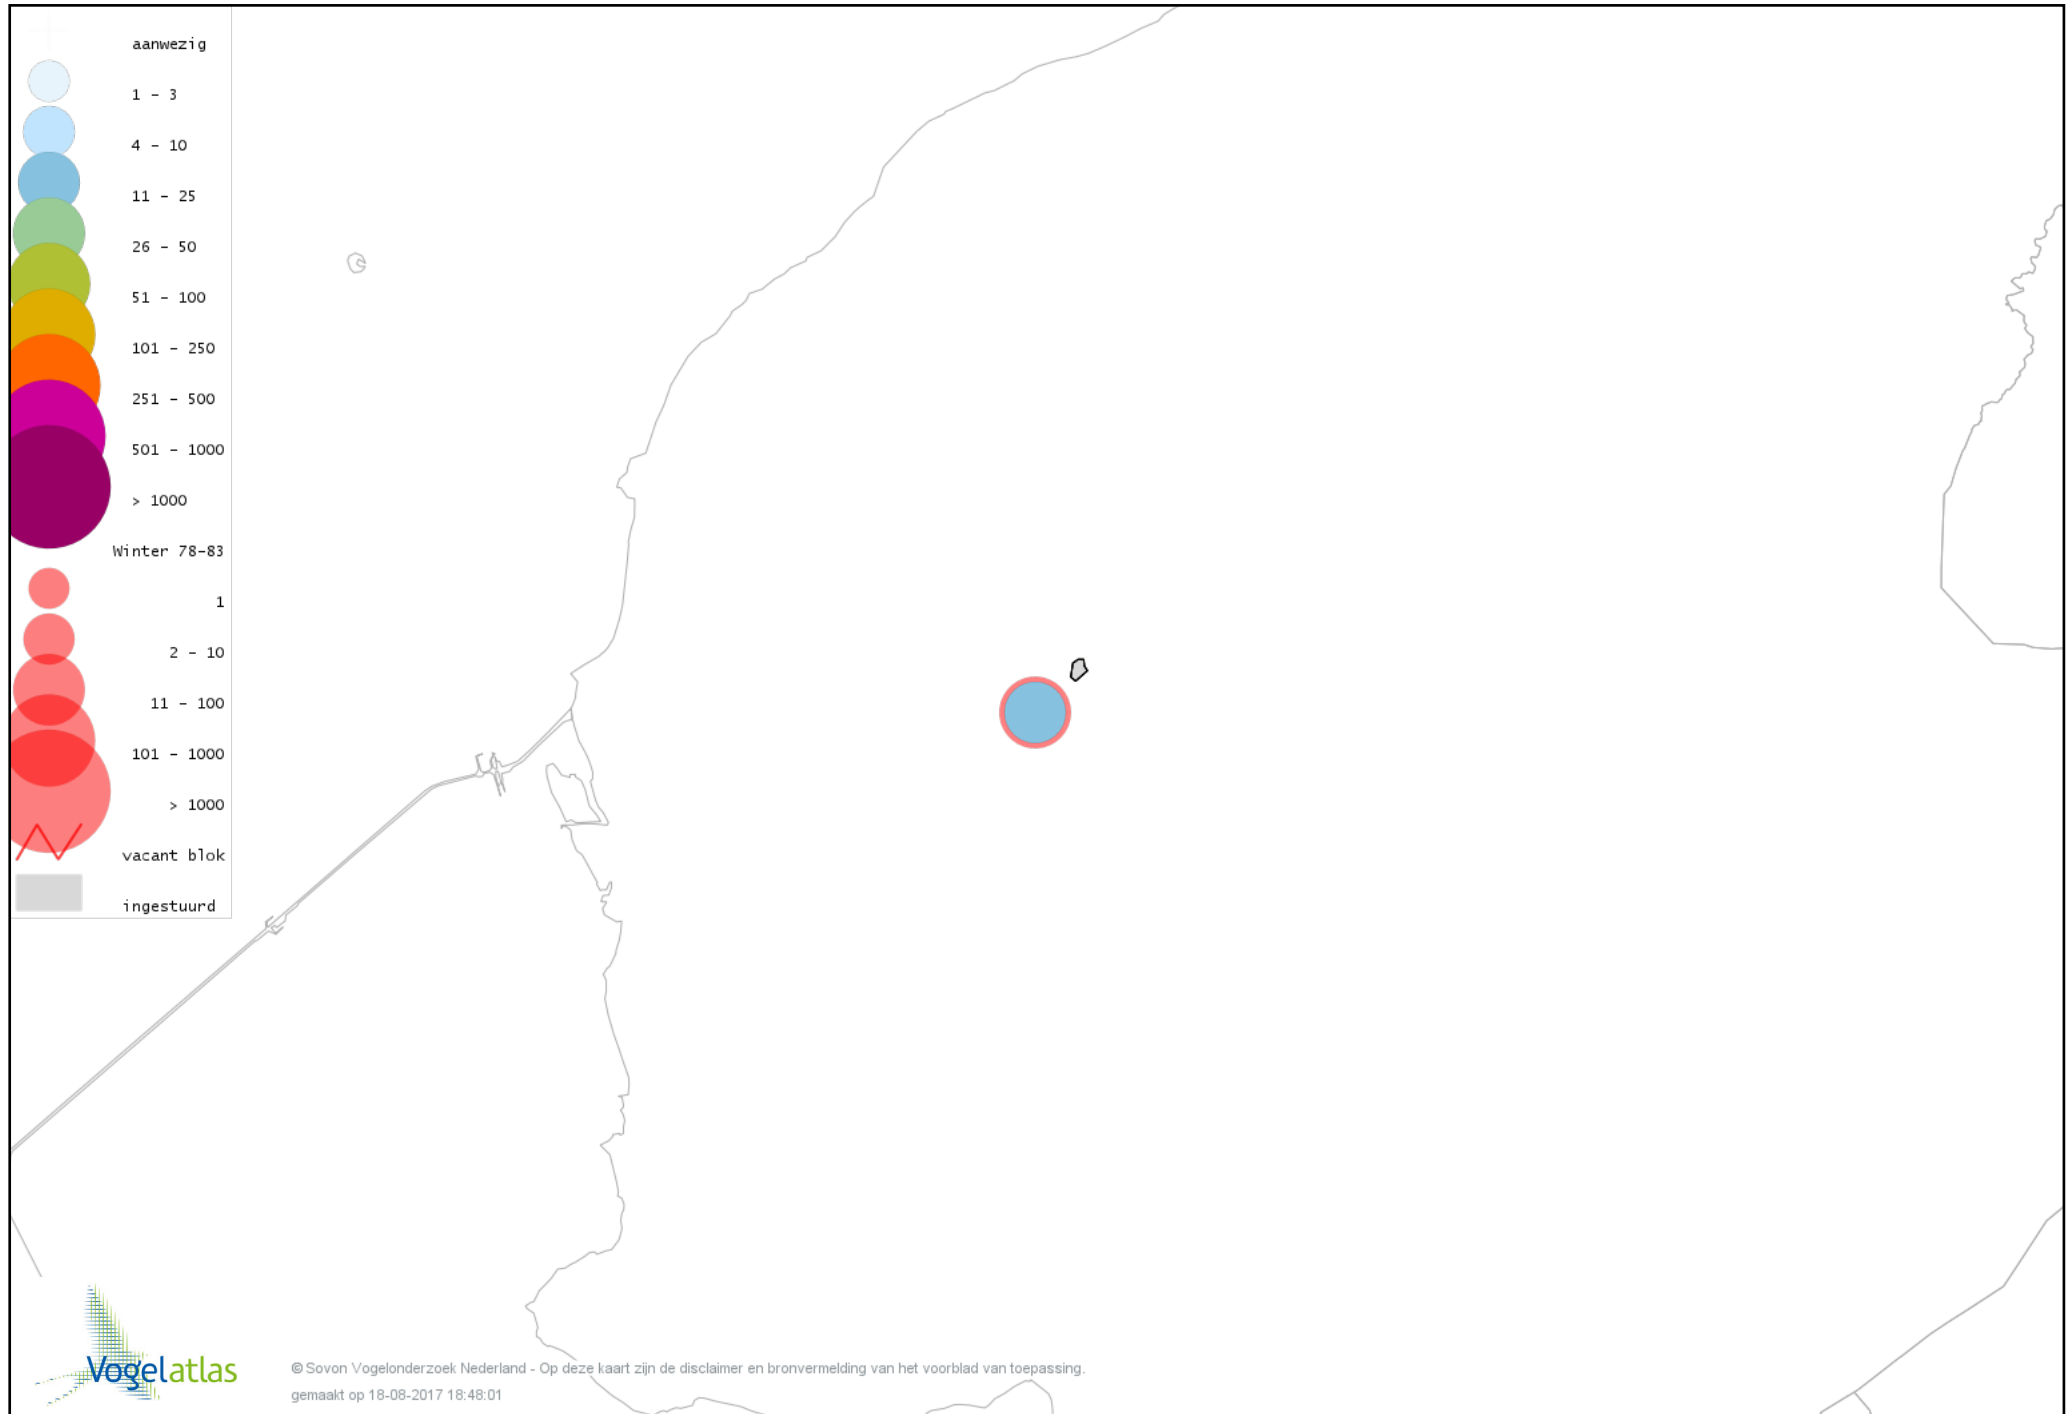 aanwezig
1 - 3
4 - 10
11 - 25
26 - 50
51 - 100
101 - 250
251 - 500
501 - 1000
> 1000
Winter 78-83
1
2 - 10
11 - 100
101 - 1000
> 1000
vacant blok
ingestuurd
Vogelatlas
© Sovon Vogelonderzoek Nederland - Op deze kaart zijn de disclaimer en bronvermelding van het voorblad van toepassing.
gemaakt op 18-08-2017 18:48:01